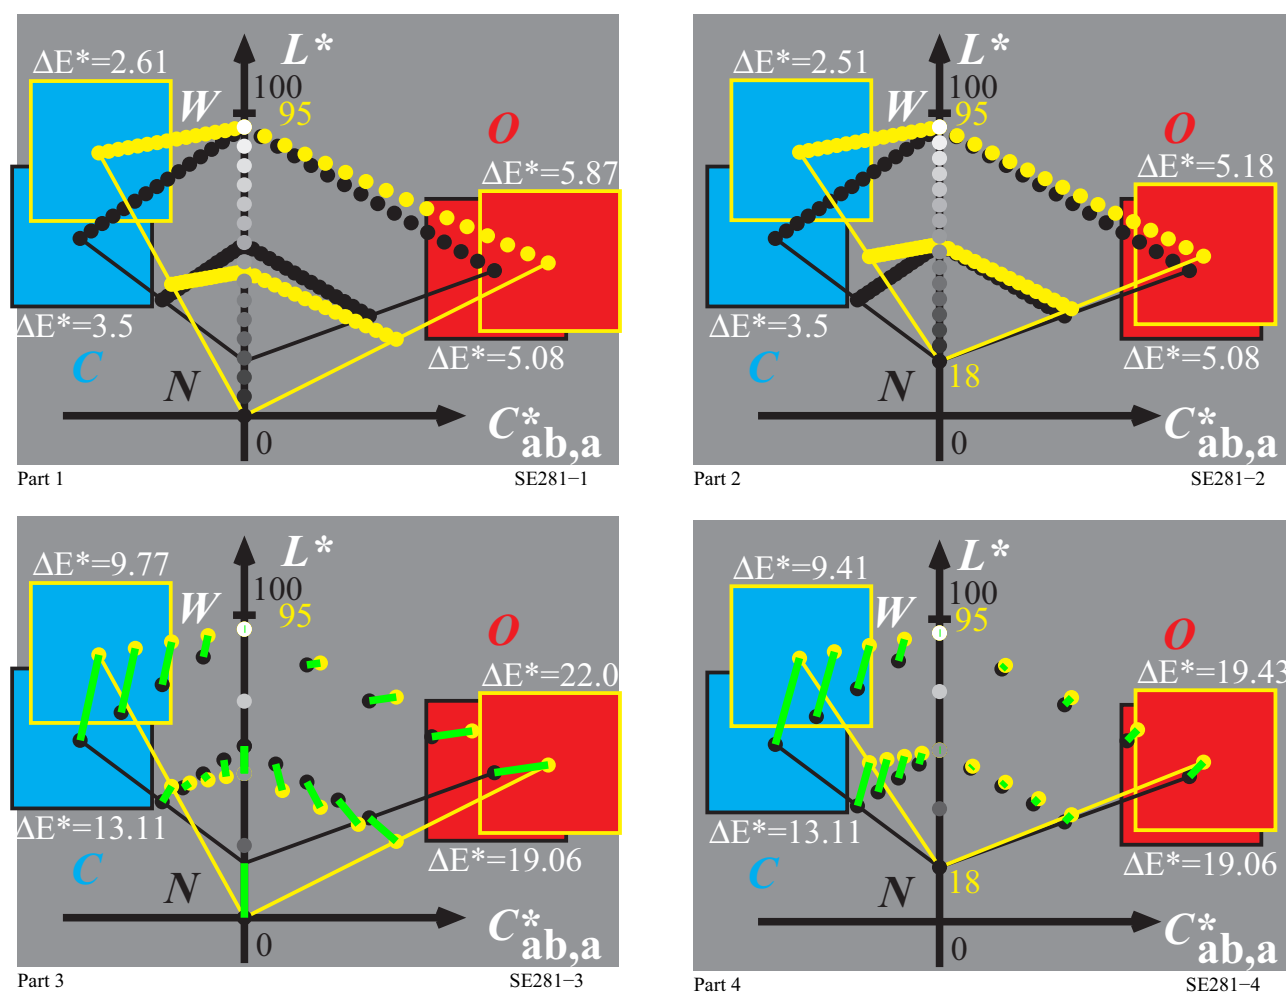 L*
ΔE*=2.61
100
W
95
O
ΔE*=5.87
ΔE*=3.5
ΔE*=5.08
C
N
0
C*ab,a
Part 1
SE281−1
L*
ΔE*=2.51
100
W
95
O
ΔE*=5.18
ΔE*=3.5
ΔE*=5.08
C
N
18
0
C*ab,a
Part 2
SE281−2
L*
ΔE*=9.77
100
W
95
O
ΔE*=22.0
ΔE*=13.11
ΔE*=19.06
C
N
0
C*ab,a
Part 3
SE281−3
L*
ΔE*=9.41
100
W
95
O
ΔE*=19.43
ΔE*=13.11
ΔE*=19.06
C
N
18
0
C*ab,a
Part 4
SE281−4